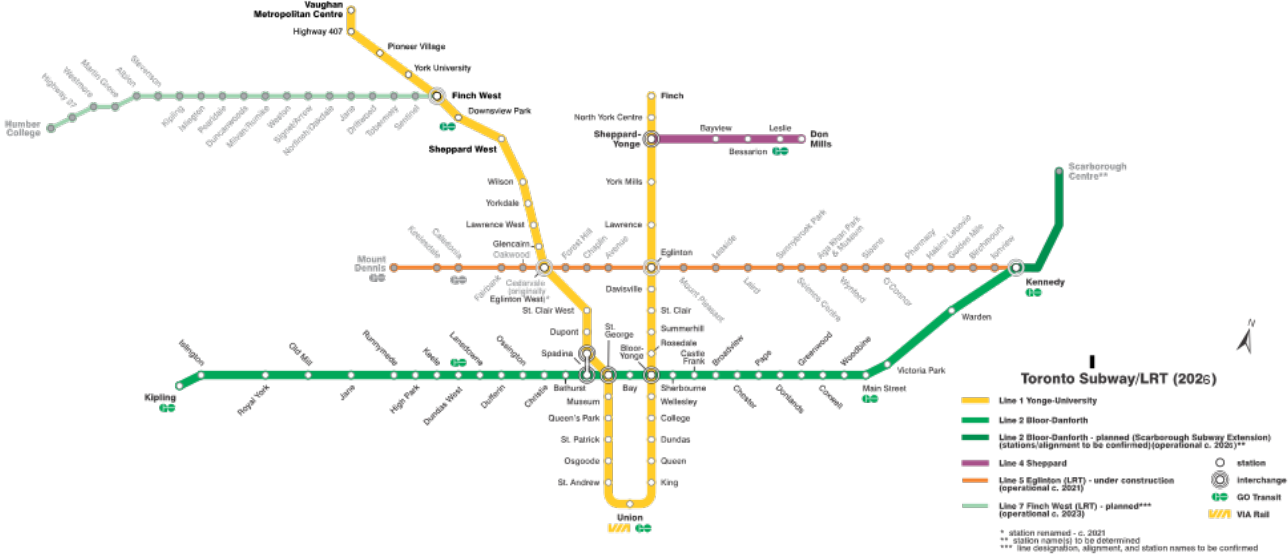 Vaughan
Metropolitan Centre
Highway 407
Pioneer Village
York University
Finch West
Downsview Park
Sheppard West
Wilson
Yorkdale
Lawrence West
Glencairn
Cedarvale
(originally
Eglinton West)*
St. Clair West
Dupont
Spadina
St.
George
Museum
Queen's Park
St. Patrick
Osgoode
St. Andrew
Union
VIA
King
Queen
Dundas
College
Wellesley
Bloor-
Yonge
Rosedale
Summerhill
St. Clair
Davisville
Eglinton
Lawrence
York Mills
Sheppard-
Yonge
North York Centre
Finch
Bayview
Bessarion
Leslie
Don
Mills
Humber
College
Highway 27
Westmore
Martin Grove
Albion
Stevenson
Kipling
Islington
Pearldale
Duncanwoods
Milvan/Rumike
Weston
Signet/Arrow
Norfinch/Oakdale
Jane
Driftwood
Tobermory
Sentinel
Mount
Dennis
Keelesdale
Caledonia
Fairbank
Oakwood
Forest Hill
Chaplin
Avenue
Mount Pleasant
Leaside
Laird
Sunnybrook Park
Science Centre
Aga Khan Park
& Museum
Wynford
Sloane
O'Connor
Pharmacy
Hakimi Lebovic
Golden Mile
Birchmount
Ionview
Kennedy
Scarborough
Centre**
Kipling
Islington
Royal York
Old Mill
Jane
Runnymede
High Park
Keele
Dundas West
Lansdowne
Dufferin
Ossington
Christie
Bathurst
Bay
Sherbourne
Castle
Frank
Broadview
Chester
Pape
Donlands
Greenwood
Coxwell
Woodbine
Main Street
Victoria Park
Warden
N
Toronto Subway/LRT (2026)
Line 1 Yonge-University
Line 2 Bloor-Danforth
Line 2 Bloor-Danforth - planned (Scarborough Subway Extension)
(stations/alignment to be confirmed)(operational c. 2026)**
Line 4 Sheppard
Line 5 Eglinton (LRT) - under construction
(operational c. 2021)
Line 7 Finch West (LRT) - planned***
(operational c. 2023)
station
interchange
GO Transit
VIA Rail
* station renamed - c. 2021
** station name(s) to be determined
*** line designation, alignment, and station names to be confirmed